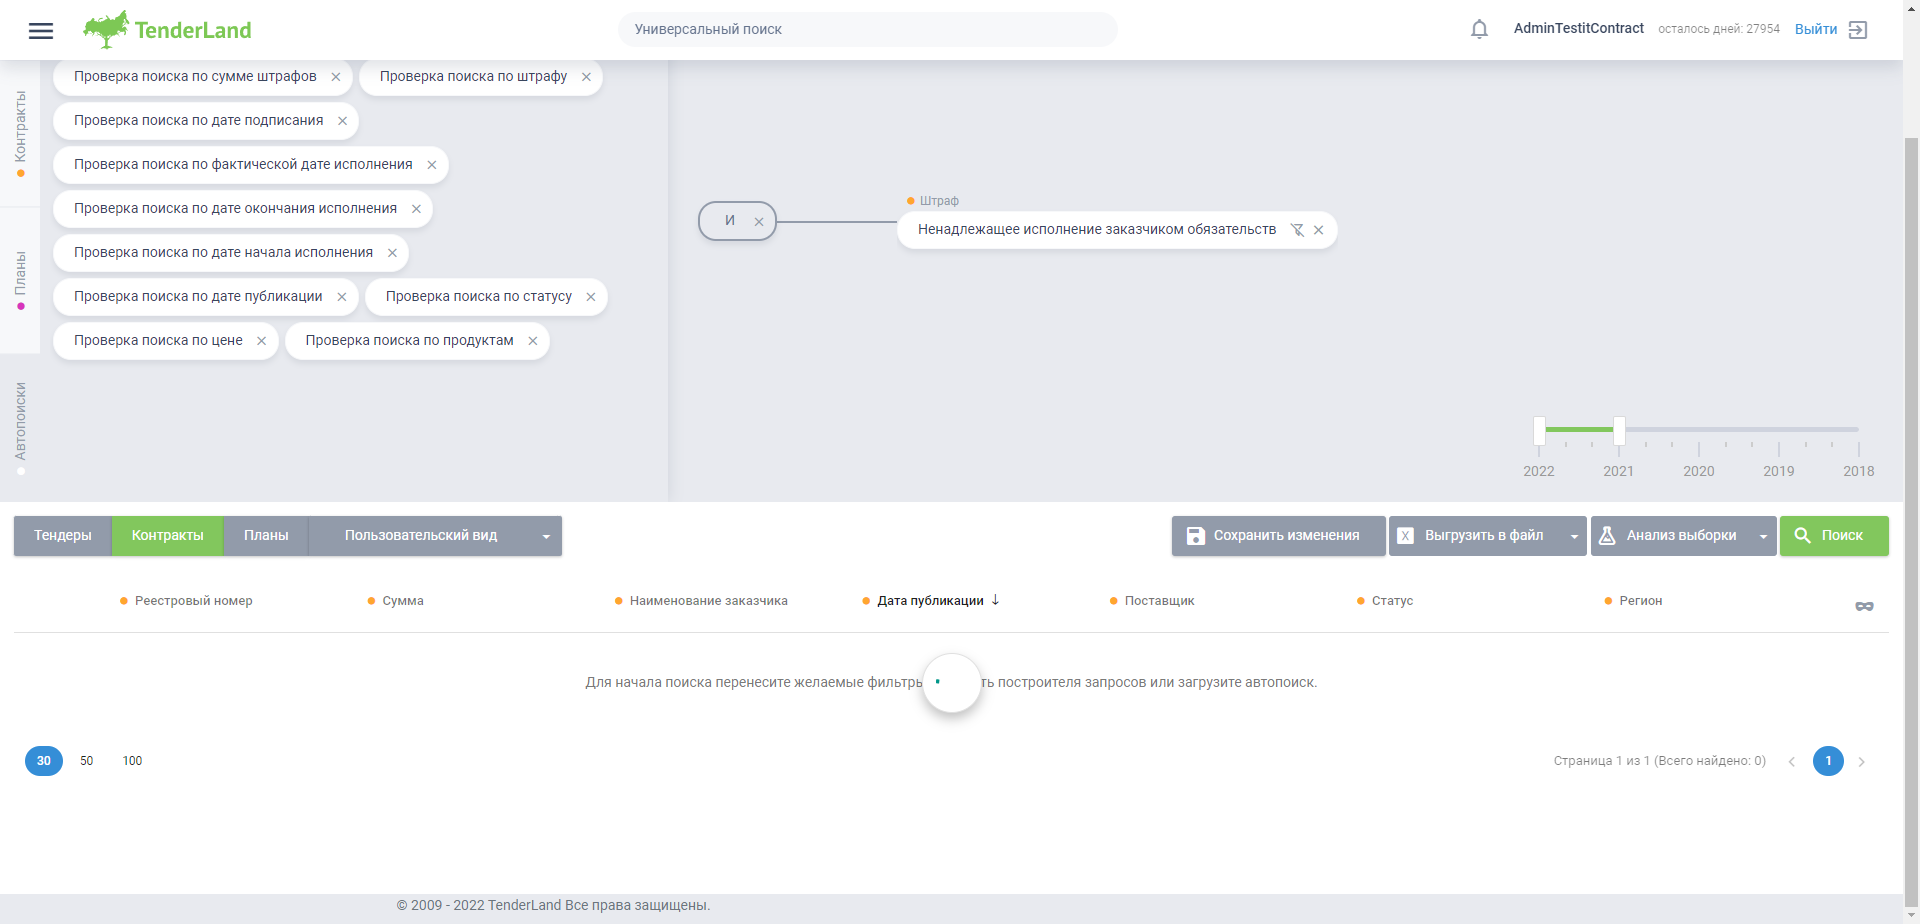 TenderLand
Универсальный поиск
AdminTestitContract
осталось дней: 27954
Выйти
Контракты
Планы
Автопоиски
Проверка поиска по сумме штрафов
Проверка поиска по штрафу
Проверка поиска по дате подписания
Проверка поиска по фактической дате исполнения
Проверка поиска по дате окончания исполнения
Проверка поиска по дате начала исполнения
Проверка поиска по дате публикации
Проверка поиска по статусу
Проверка поиска по цене
Проверка поиска по продуктам
И
Штраф
Ненадлежащее исполнение заказчиком обязательств
2022 2021 2020 2019 2018
Тендеры Контракты Планы Пользовательский вид
Сохранить изменения
X Выгрузить в файл
Анализ выборки
Поиск
Реестровый номер Сумма Наименование заказчика Дата публикации Поставщик Статус Регион
Для начала поиска перенесите желаемые фильтры построителя запросов или загрузите автопоиск.
30 50 100
Страница 1 из 1 (Всего найдено: 0) 1
© 2009 - 2022 TenderLand Все права защищены.